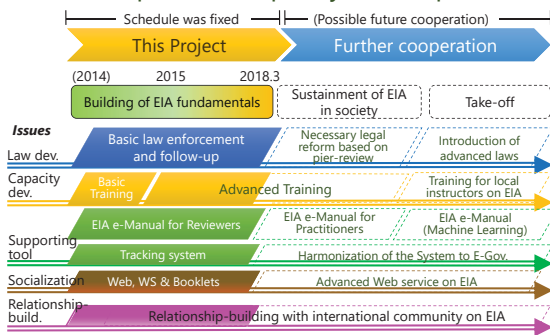 Schedule was fixed
(Possible future cooperation)
This Project
Further cooperation
(2014)
2015
2018.3
Building of EIA fundamentals
Sustainment of EIA
in society
Take-off
Issues
Law dev.
Basic law enforcement
and follow-up
Necessary legal
reform based on
pier-review
Introduction of
advanced laws
Capacity
dev.
Basic
Training
Advanced Training
Training for local
instructors on EIA
Supporting
tool
EIA e-Manual for Reviewers
EIA e-Manual for
Practitioners
EIA e-Manual
(Machine Learning)
Tracking system
Harmonization of the System to E-Gov.
Socialization
Web, WS & Booklets
Advanced Web service on EIA
Relationship-
build.
Relationship-building with international community on EIA